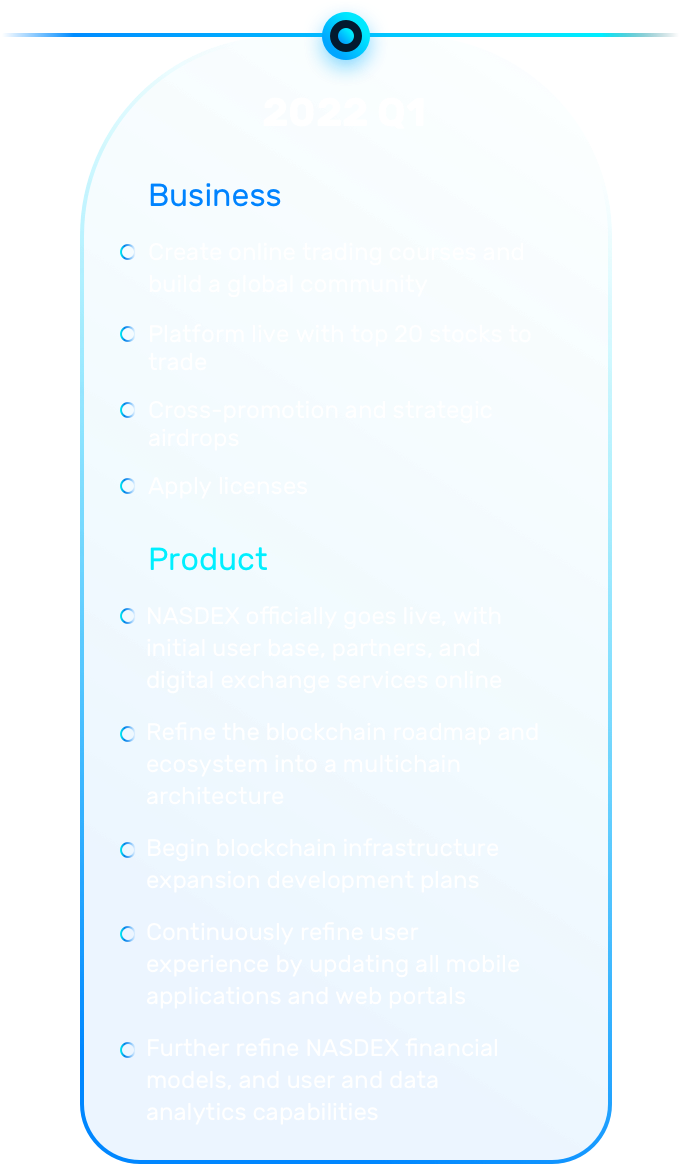 2022 Q1
Business
Create online trading courses and
build a global community
Platform live with top 20 stocks to
trade
Cross-promotion and strategic
airdrops
Apply licenses
Product
NASDEX officially goes live, with
initial user base, partners, and
digital exchange services online
Refine the blockchain roadmap and
ecosystem into a multichain
architecture
Begin blockchain infrastructure
expansion development plans
Continuously refine user
experience by updating all mobile
applications and web portals
Further refine NASDEX financial
models, and user and data
analytics capabilities